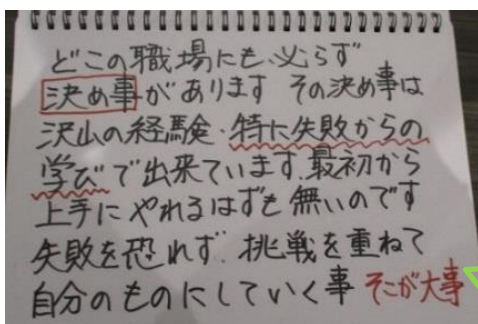 どこの職場にも、必らず
決め事があります その決め事は
沢山の経験・特に失敗からの
学びで出来ています。最初から
上手にやれるはずも無いのです
失敗を恐れず、挑戦を重ねて
自分のものにしていく事 そこが大事